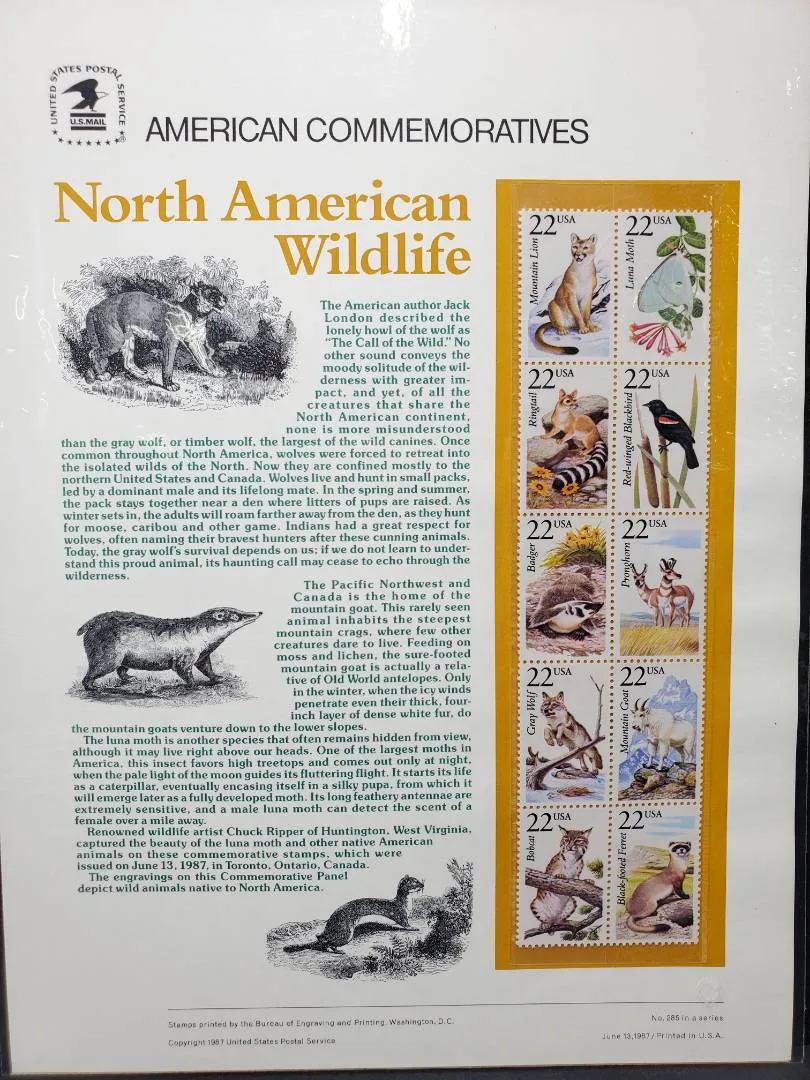 UNITED STATES POSTAL SERVICE
U.S.MAIL
AMERICAN COMMEMORATIVES
North American
Wildlife
The American author Jack
London described the
lonely howl of the wolf as
"The Call of the Wild." No
other sound conveys the
moody solitude of the wil-
derness with greater im-
pact, and yet, of all the
creatures that share the
North American continent,
none is more misunderstood
than the gray wolf, or timber wolf, the largest of the wild canines. Once
common throughout North America, wolves were forced to retreat into
the isolated wilds of the North. Now they are confined mostly to the
northern United States and Canada. Wolves live and hunt in small packs,
led by a dominant male and its lifelong mate. In the spring and summer,
the pack stays together near a den where litters of pups are raised. As
winter sets in, the adults will roam farther away from the den, as they hunt
for moose, caribou and other game. Indians had a great respect for
wolves, often naming their bravest hunters after these cunning animals.
Today, the gray wolf's survival depends on us; if we do not learn to under-
stand this proud animal, its haunting call may cease to echo through the
wilderness.
The Pacific Northwest and
Canada is the home of the
mountain goat. This rarely seen
animal inhabits the steepest
mountain crags, where few other
creatures dare to live. Feeding on
moss and lichen, the sure-footed
mountain goat is actually a rela-
tive of Old World antelopes. Only
in the winter, when the icy winds
penetrate even their thick, four-
inch layer of dense white fur, do
the mountain goats venture down to the lower slopes.
The luna moth is another species that often remains hidden from view,
although it may live right above our heads. One of the largest moths in
America, this insect favors high treetops and comes out only at night,
when the pale light of the moon guides its fluttering flight. It starts its life
as a caterpillar, eventually encasing itself in a silky pupa, from which it
will emerge later as a fully developed moth. Its long feathery antennae are
extremely sensitive, and a male luna moth can detect the scent of a
female over a mile away.
Renowned wildlife artist Chuck Ripper of Huntington, West Virginia,
captured the beauty of the luna moth and other native American
animals on these commemorative stamps, which were
issued on June 13, 1987, in Toronto, Ontario, Canada.
The engravings on this Commemorative Panel
depict wild animals native to North America.
22 USA
Mountain Lion
22 USA
Luna Moth
22 USA
Ringtail
22 USA
Red-winged Blackbird
22 USA
Badger
22 USA
Pronghorn
22 USA
Gray Wolf
22 USA
Mountain Goat
22 USA
Bobcat
22 USA
Black-footed Ferret
Stamps printed by the Bureau of Engraving and Printing, Washington, D.C.
No. 285 in a series
Copyright 1987 United States Postal Service
June 13, 1987 / Printed in U.S.A.